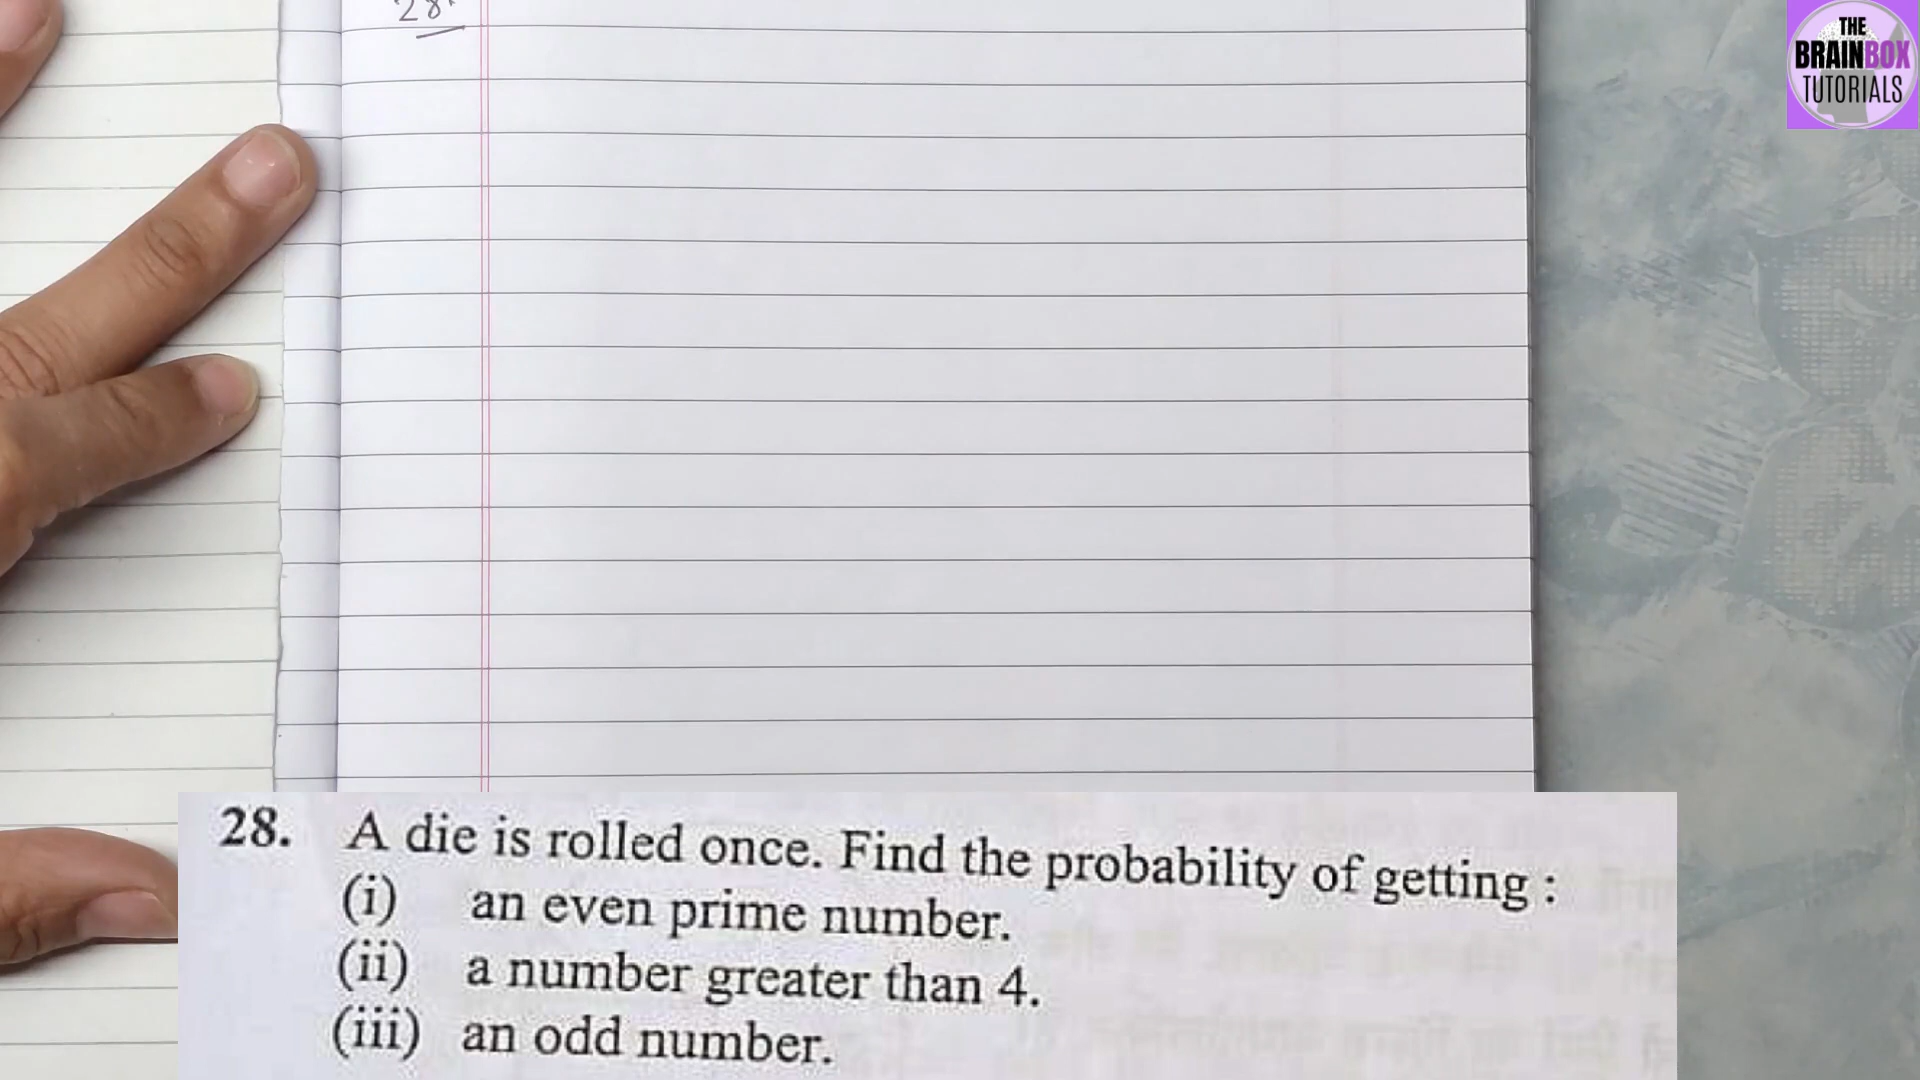 28.
THE
BRAINBOX
TUTORIALS
28. A die is rolled once. Find the probability of getting :
(i) an even prime number.
(ii) a number greater than 4.
(iii) an odd number.